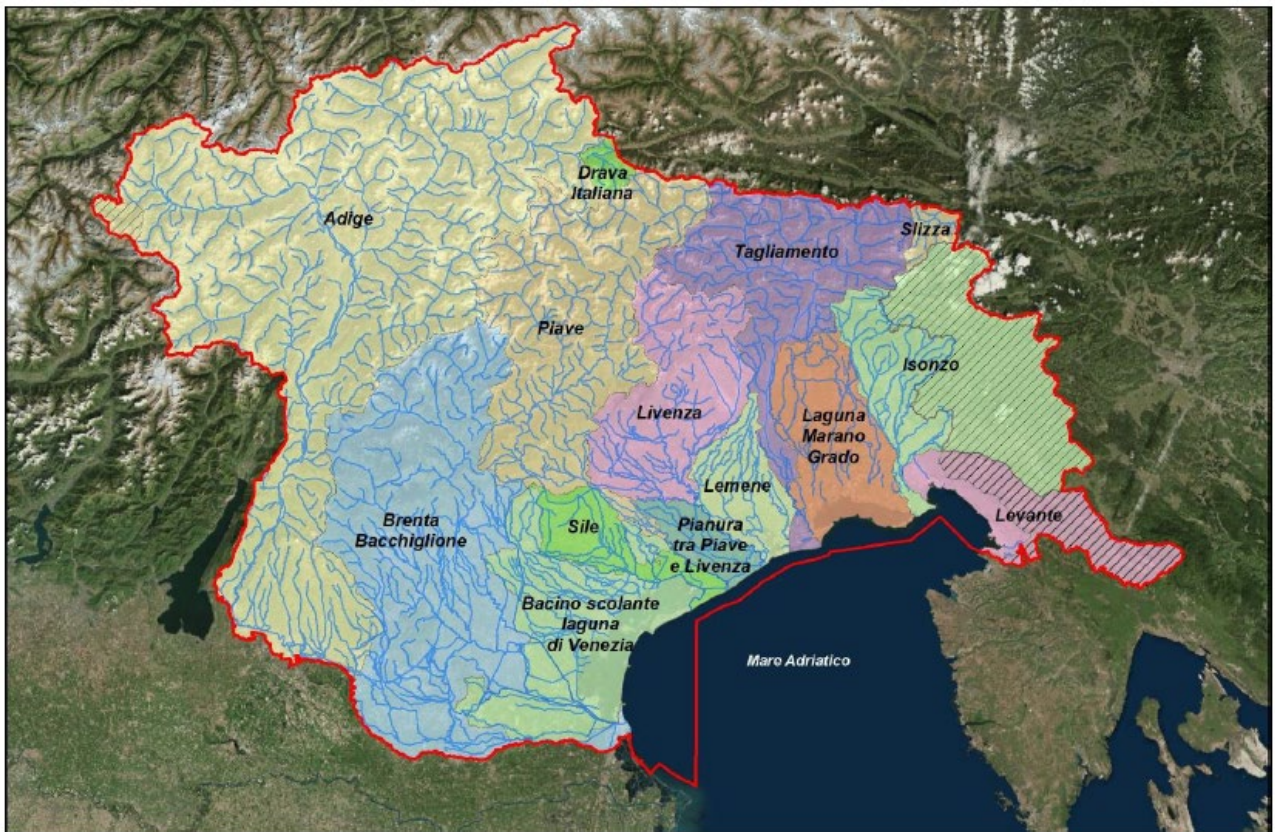 Drava
Italiana
Adige
Slizza
Tagliamento
Piave
Isonzo
Livenza
Laguna
Marano
Grado
Lemene
Levante
Brenta
Bacchiglione
Sile
Pianura
tra Piave
e Livenza
Bacino scolante
laguna
di Venezia
Mare Adriatico